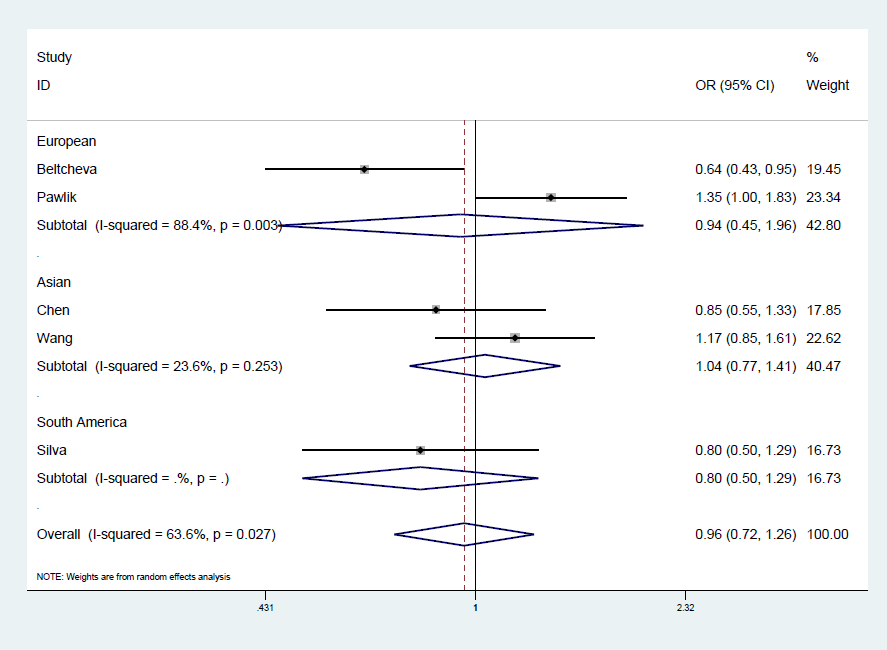 Study %
ID OR (95% CI) Weight
European
Beltcheva 0.64 (0.43, 0.95) 19.45
Pawlik 1.35 (1.00, 1.83) 23.34
Subtotal (I-squared = 88.4%, p = 0.003) 0.94 (0.45, 1.96) 42.80
.
Asian
Chen 0.85 (0.55, 1.33) 17.85
Wang 1.17 (0.85, 1.61) 22.62
Subtotal (I-squared = 23.6%, p = 0.253) 1.04 (0.77, 1.41) 40.47
.
South America
Silva 0.80 (0.50, 1.29) 16.73
Subtotal (I-squared = .%, p = .) 0.80 (0.50, 1.29) 16.73
.
Overall (I-squared = 63.6%, p = 0.027) 0.96 (0.72, 1.26) 100.00
NOTE: Weights are from random effects analysis
.431 1 2.32